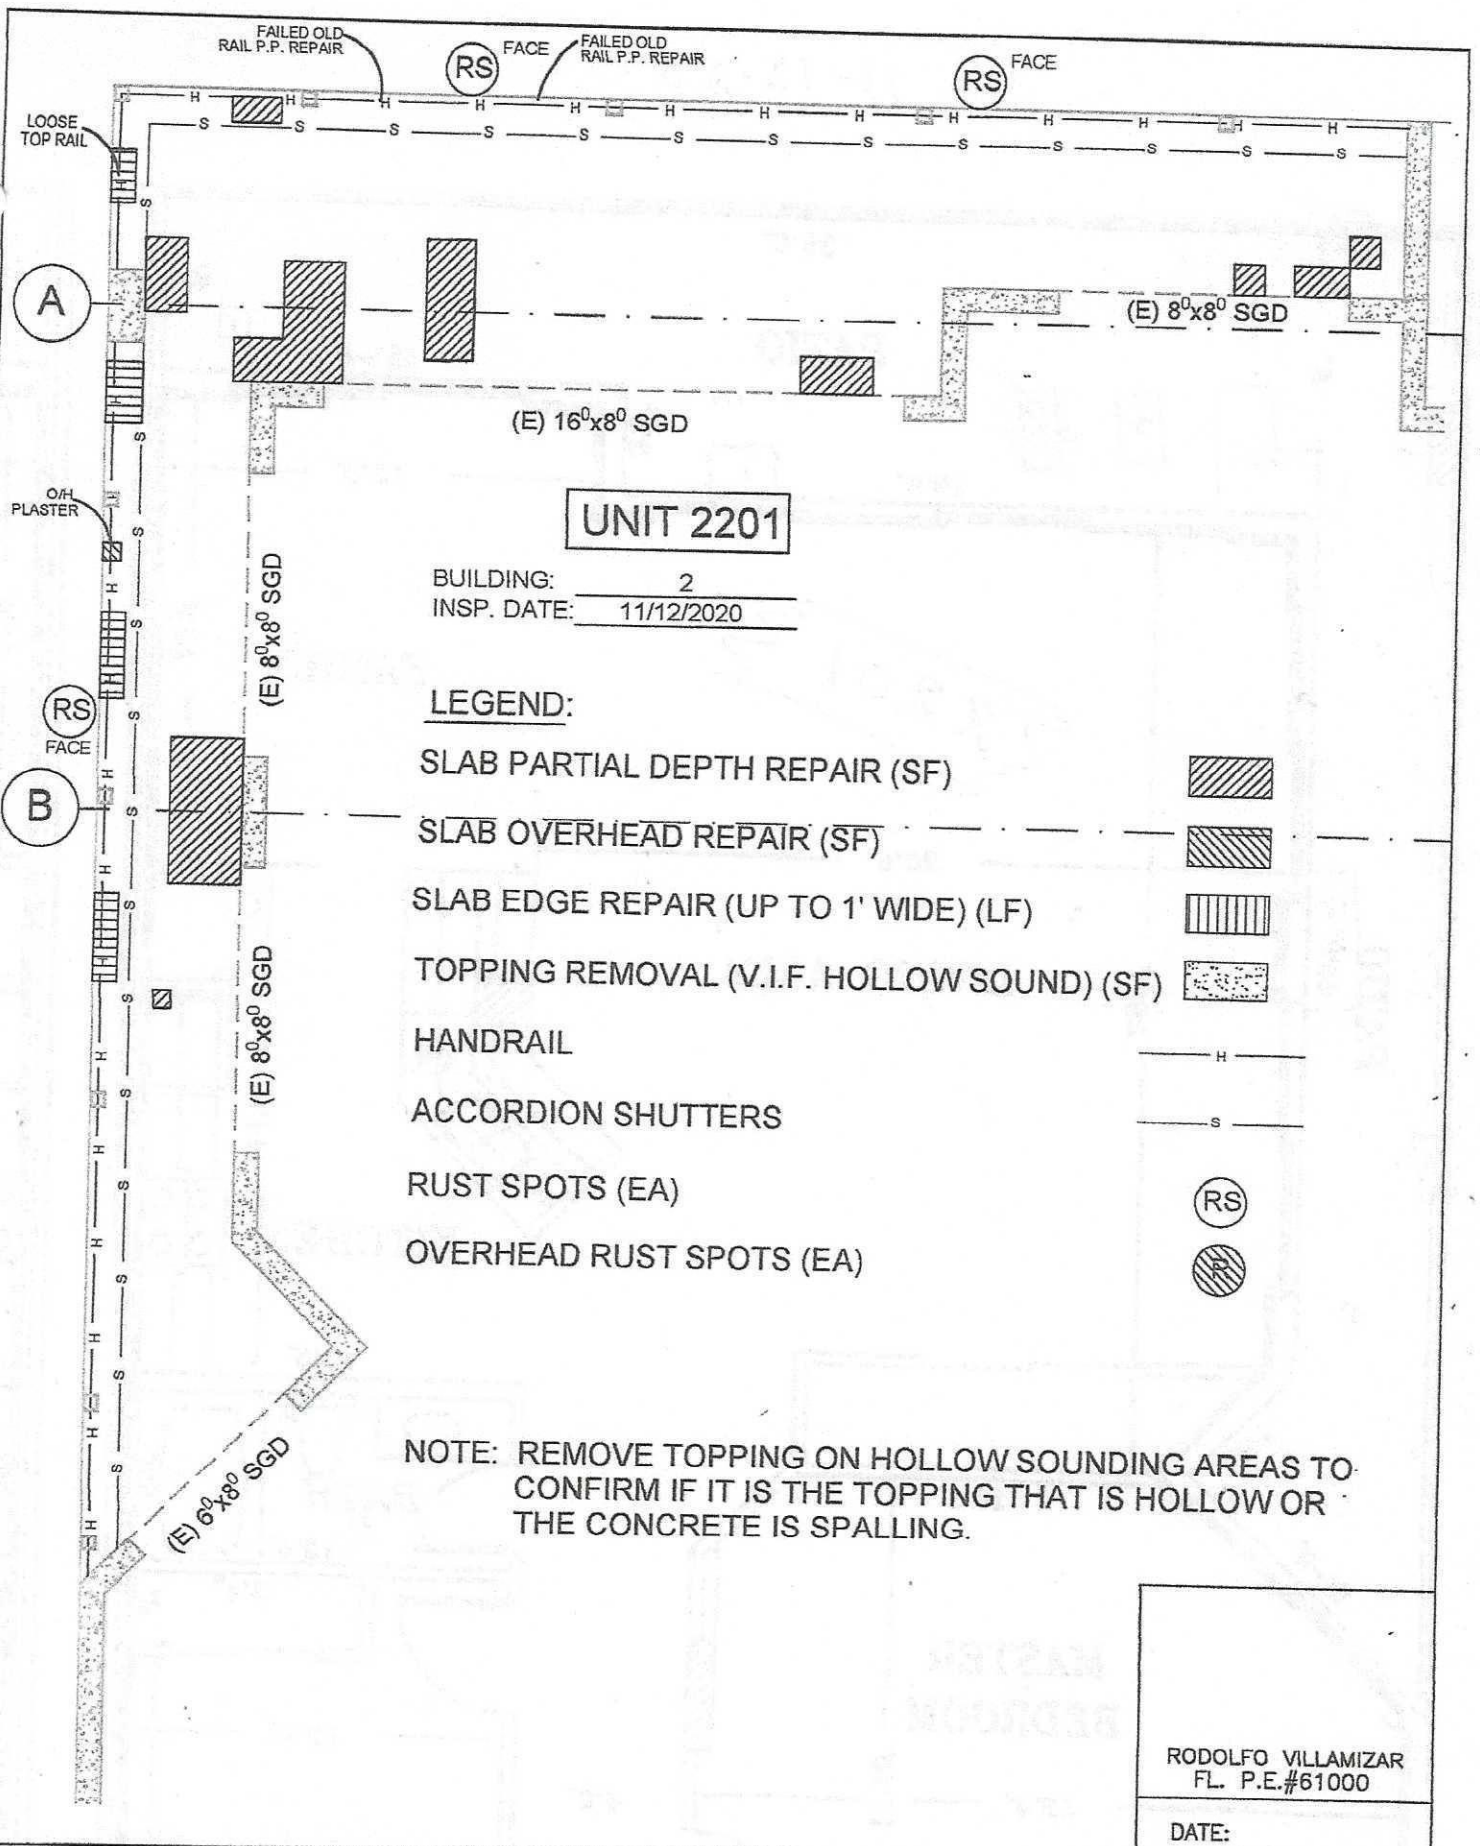 FAILED OLD
RAIL P.P. REPAIR
RS
FACE
FAILED OLD
RAIL P.P. REPAIR
RS
FACE
H H H H H H H H H H H H H
S S S S S S S S S S S S S
LOOSE
TOP RAIL
H
S
A
(E) 8⁰x8⁰ SGD
H
(E) 16⁰x8⁰ SGD
S
O/H
PLASTER
H
S
UNIT 2201
BUILDING: 2
INSP. DATE: 11/12/2020
H
S
(E) 8⁰x8⁰ SGD
H
RS
FACE
S
LEGEND:
SLAB PARTIAL DEPTH REPAIR (SF)
H
B
H
S
SLAB OVERHEAD REPAIR (SF)
H
S
SLAB EDGE REPAIR (UP TO 1' WIDE) (LF)
H
TOPPING REMOVAL (V.I.F. HOLLOW SOUND) (SF)
S
(E) 8⁰x8⁰ SGD
HANDRAIL
H
H
ACCORDION SHUTTERS
S
H
S
H
RUST SPOTS (EA)
RS
S
OVERHEAD RUST SPOTS (EA)
H
S
H
S
H
S
NOTE: REMOVE TOPPING ON HOLLOW SOUNDING AREAS TO
CONFIRM IF IT IS THE TOPPING THAT IS HOLLOW OR
THE CONCRETE IS SPALLING.
(E) 6⁰x8⁰ SGD
H
RODOLFO VILLAMIZAR
FL. P.E.#61000
DATE: